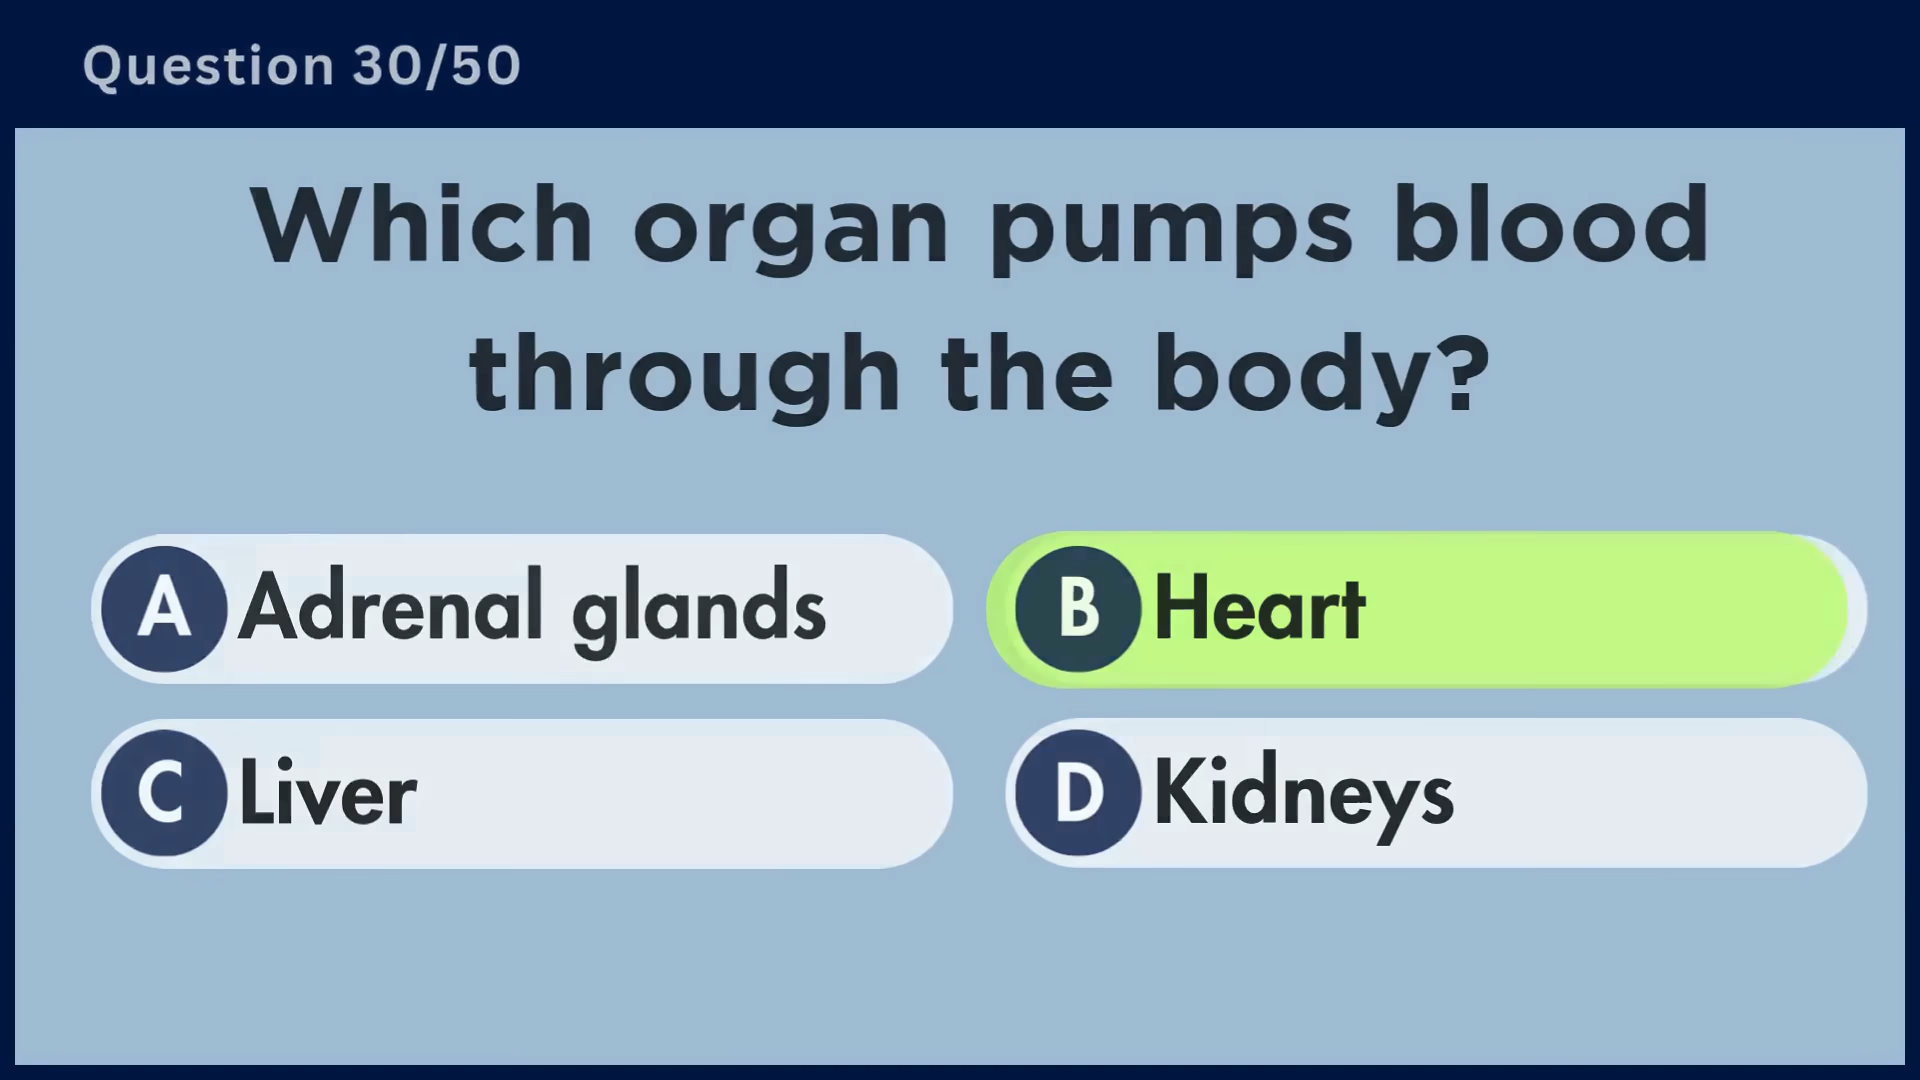 Question 30/50
Which organ pumps blood
through the body?
A Adrenal glands
B Heart
C Liver
D Kidneys